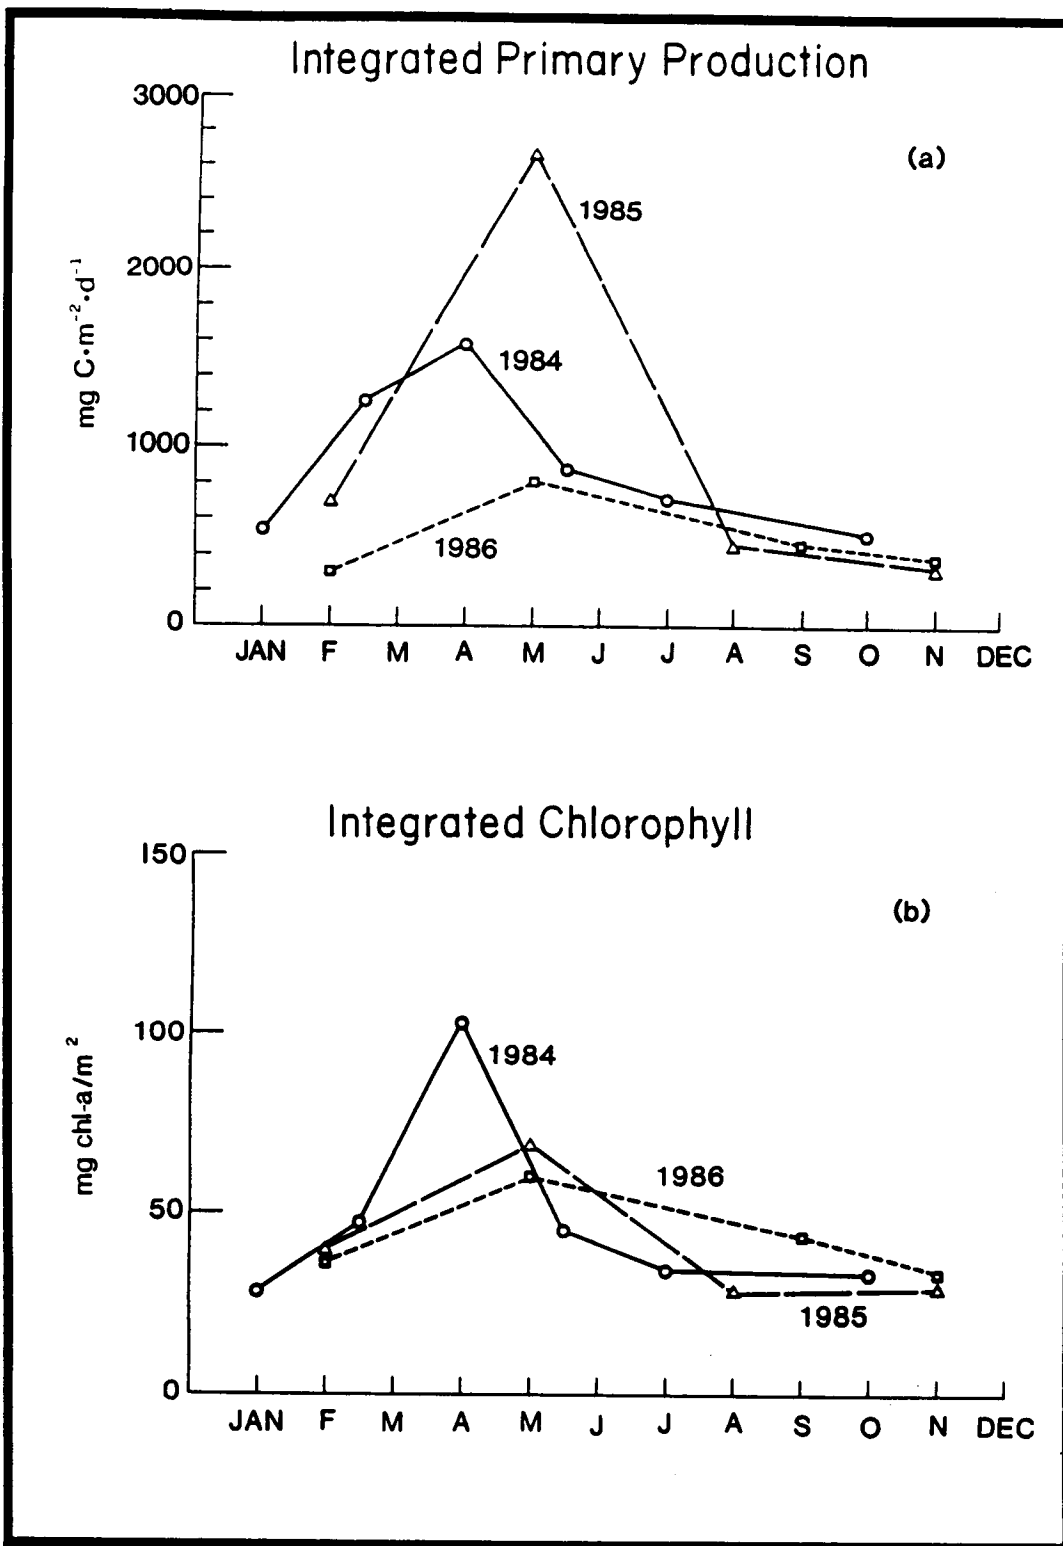 Integrated Primary Production
(a)
mg C·m⁻²·d⁻¹
3000
2000
1000
0
1985
1984
1986
JAN F M A M J J A S O N DEC
Integrated Chlorophyll
(b)
mg chl-a/m²
150
100
50
0
1984
1986
1985
JAN F M A M J J A S O N DEC